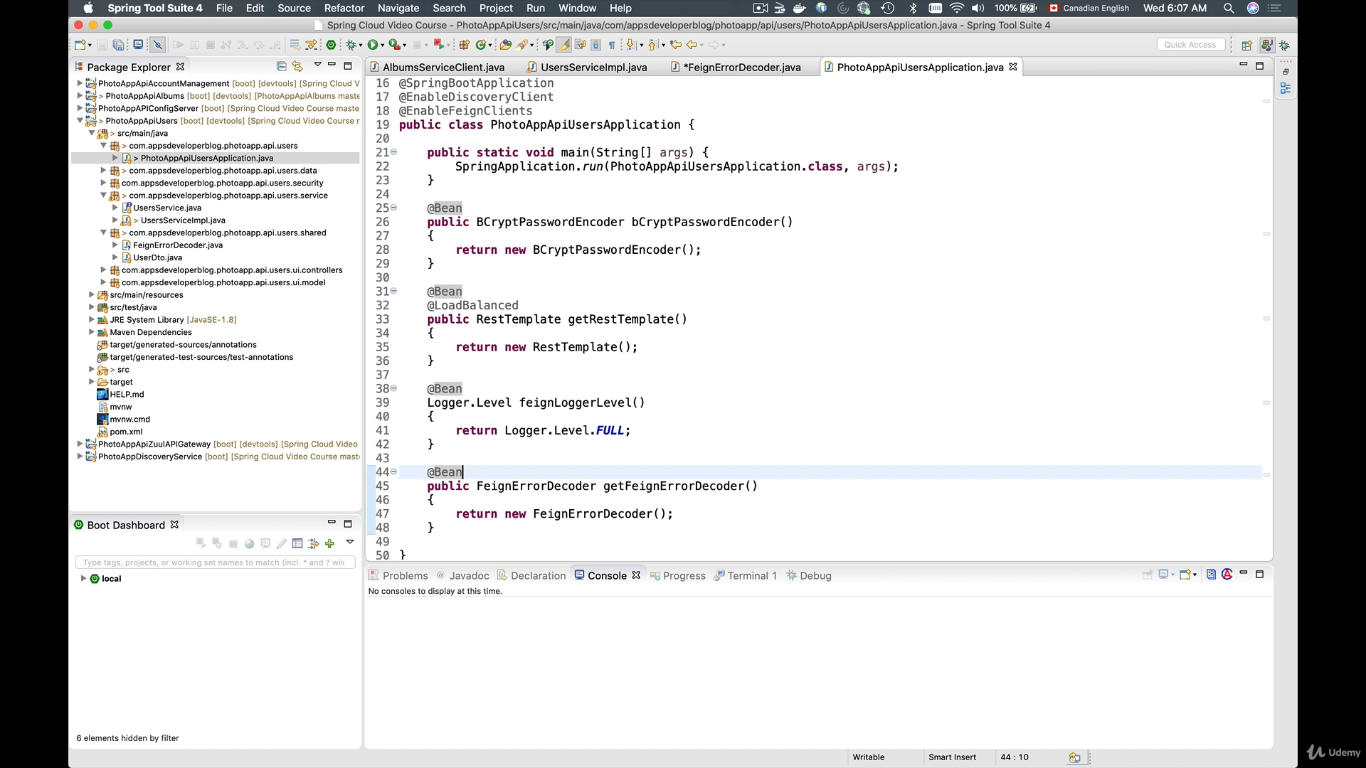 Spring Tool Suite 4 File Edit Source Refactor Navigate Search Project Run Window Help 100% Canadian English Wed 6:07 AM
Spring Cloud Video Course - PhotoAppApiUsers/src/main/java/com/appsdeveloperblog/photoapp/api/users/PhotoAppApiUsersApplication.java - Spring Tool Suite 4
Quick Access
Package Explorer
PhotoAppApiAccountManagement [boot] [devtools] [Spring Cloud
> PhotoAppApiAlbums [boot] [devtools] [PhotoAppApiAlbums maste
PhotoAppAPIConfigServer [boot] [Spring Cloud Video Course maste
> PhotoAppApiUsers [boot] [devtools] [Spring Cloud Video Course r
> src/main/java
> com.appsdeveloperblog.photoapp.api.users
> PhotoAppApiUsersApplication.java
> com.appsdeveloperblog.photoapp.api.users.data
com.appsdeveloperblog.photoapp.api.users.security
> com.appsdeveloperblog.photoapp.api.users.service
UsersService.java
> UsersServiceImpl.java
> com.appsdeveloperblog.photoapp.api.users.shared
FeignErrorDecoder.java
UserDto.java
com.appsdeveloperblog.photoapp.api.users.ui.controllers
com.appsdeveloperblog.photoapp.api.users.ui.model
src/main/resources
src/test/java
JRE System Library [JavaSE-1.8]
Maven Dependencies
target/generated-sources/annotations
target/generated-test-sources/test-annotations
> src
target
HELP.md
mvnw
mvnw.cmd
pom.xml
PhotoAppApiZuulAPIGateway [boot] [devtools] [Spring Cloud Video
PhotoAppDiscoveryService [boot] [Spring Cloud Video Course mast
Boot Dashboard
Type tags, projects, or working set names to match (incl. * and ? wil
local
6 elements hidden by filter
AlbumsServiceClient.java UsersServiceImpl.java *FeignErrorDecoder.java PhotoAppApiUsersApplication.java
16 @SpringBootApplication
17 @EnableDiscoveryClient
18 @EnableFeignClients
19 public class PhotoAppApiUsersApplication {
20
21 public static void main(String[] args) {
22 SpringApplication.run(PhotoAppApiUsersApplication.class, args);
23 }
24
25 @Bean
26 public BCryptPasswordEncoder bCryptPasswordEncoder()
27 {
28 return new BCryptPasswordEncoder();
29 }
30
31 @Bean
32 @LoadBalanced
33 public RestTemplate getRestTemplate()
34 {
35 return new RestTemplate();
36 }
37
38 @Bean
39 Logger.Level feignLoggerLevel()
40 {
41 return Logger.Level.FULL;
42 }
43
44 @Bean
45 public FeignErrorDecoder getFeignErrorDecoder()
46 {
47 return new FeignErrorDecoder();
48 }
49
50 }
Problems Javadoc Declaration Console Progress Terminal 1 Debug
No consoles to display at this time.
Writable Smart Insert 44 : 10
Udemy